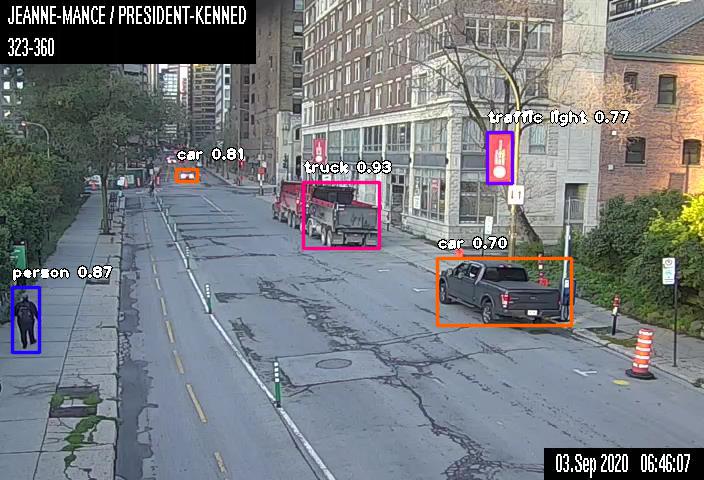 JEANNE-MANCE / PRESIDENT-KENNED
323-360
traffic light 0.77
car 0.81
truck 0.93
car 0.70
person 0.87
03.Sep 2020 06:46:07